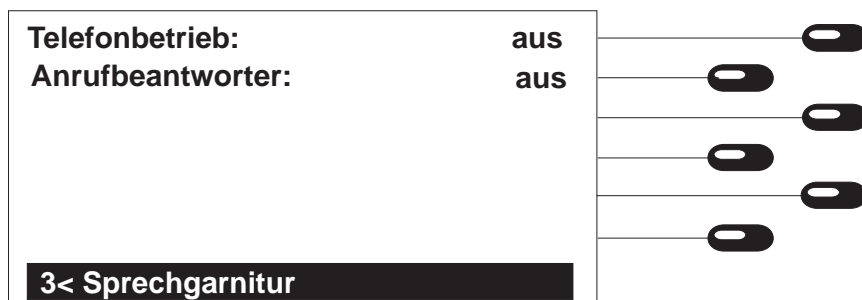 Telefonbetrieb: aus
Anrufbeantworter: aus
3< Sprechgarnitur